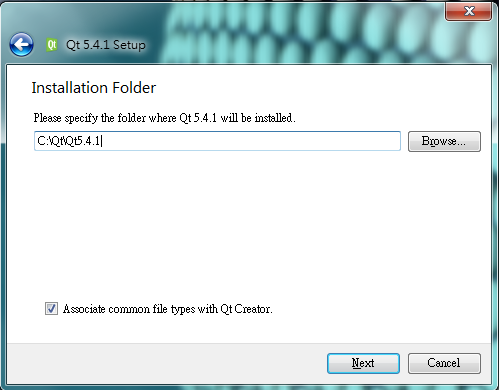 Qt Qt 5.4.1 Setup
Installation Folder
Please specify the folder where Qt 5.4.1 will be installed.
C:\Qt\Qt5.4.1
Browse...
Associate common file types with Qt Creator.
Next
Cancel